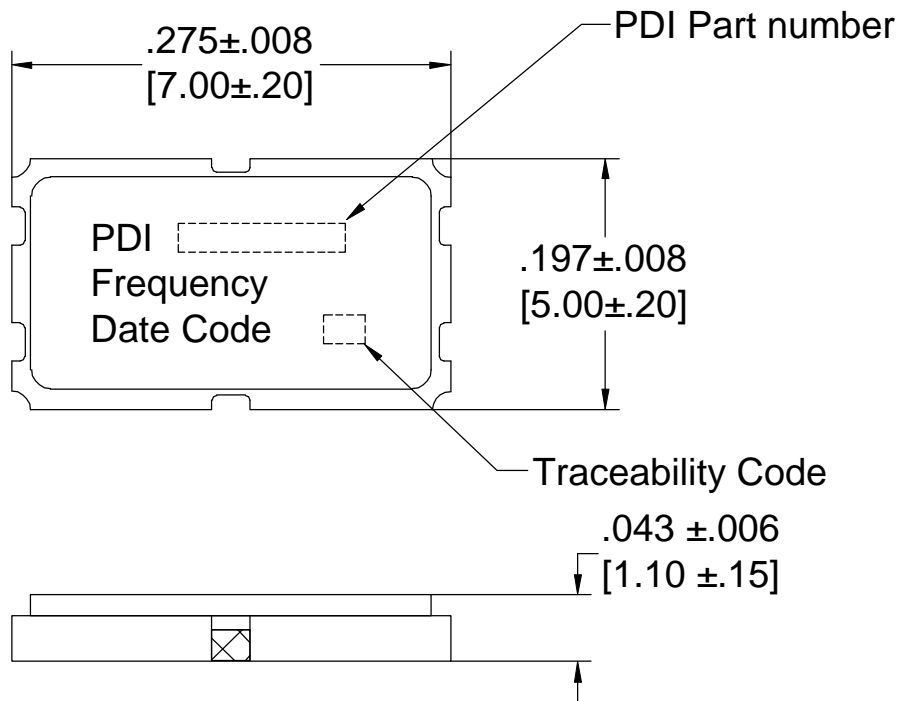 PDI Part number
.275±.008
[7.00±.20]
PDI
Frequency
Date Code
.197±.008
[5.00±.20]
Traceability Code
.043 ±.006
[1.10 ±.15]